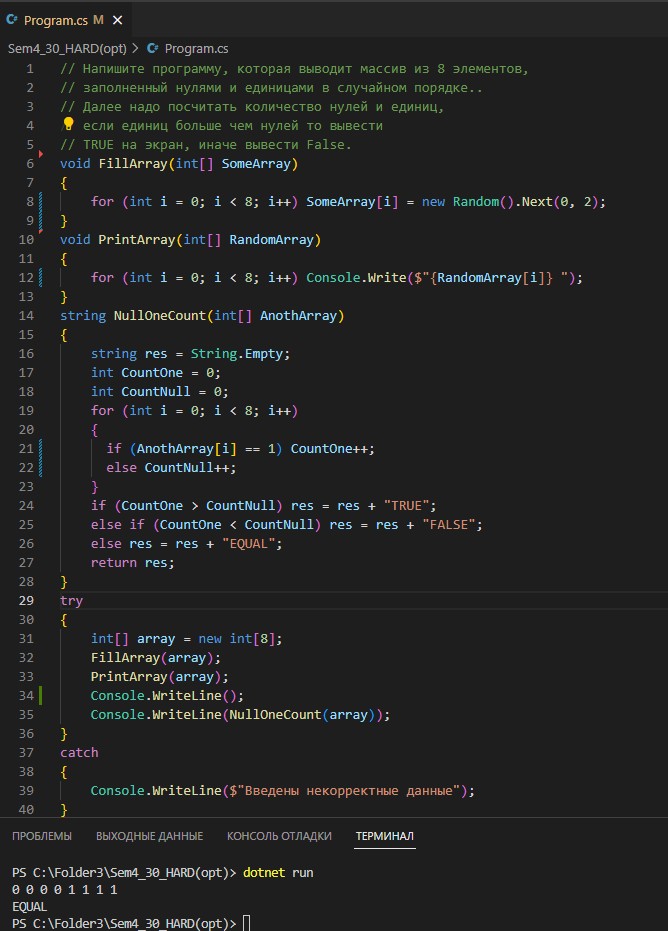 Program.cs M ×
Sem4_30_HARD(opt) > Program.cs
1 // Напишите программу, которая выводит массив из 8 элементов,
2 // заполненный нулями и единицами в случайном порядке..
3 // Далее надо посчитать количество нулей и единиц,
4 если единиц больше чем нулей то вывести
5 // TRUE на экран, иначе вывести False.
6 void FillArray(int[] SomeArray)
7 {
8 for (int i = 0; i < 8; i++) SomeArray[i] = new Random().Next(0, 2);
9 }
10 void PrintArray(int[] RandomArray)
11 {
12 for (int i = 0; i < 8; i++) Console.Write($"{RandomArray[i]} ");
13 }
14 string NullOneCount(int[] AnothArray)
15 {
16 string res = String.Empty;
17 int CountOne = 0;
18 int CountNull = 0;
19 for (int i = 0; i < 8; i++)
20 {
21 if (AnothArray[i] == 1) CountOne++;
22 else CountNull++;
23 }
24 if (CountOne > CountNull) res = res + "TRUE";
25 else if (CountOne < CountNull) res = res + "FALSE";
26 else res = res + "EQUAL";
27 return res;
28 }
29 try
30 {
31 int[] array = new int[8];
32 FillArray(array);
33 PrintArray(array);
34 Console.WriteLine();
35 Console.WriteLine(NullOneCount(array));
36 }
37 catch
38 {
39 Console.WriteLine($"Введены некорректные данные");
40 }
ПРОБЛЕМЫ ВЫХОДНЫЕ ДАННЫЕ КОНСОЛЬ ОТЛАДКИ ТЕРМИНАЛ
PS C:\Folder3\Sem4_30_HARD(opt)> dotnet run
0 0 0 0 1 1 1 1
EQUAL
PS C:\Folder3\Sem4_30_HARD(opt)>